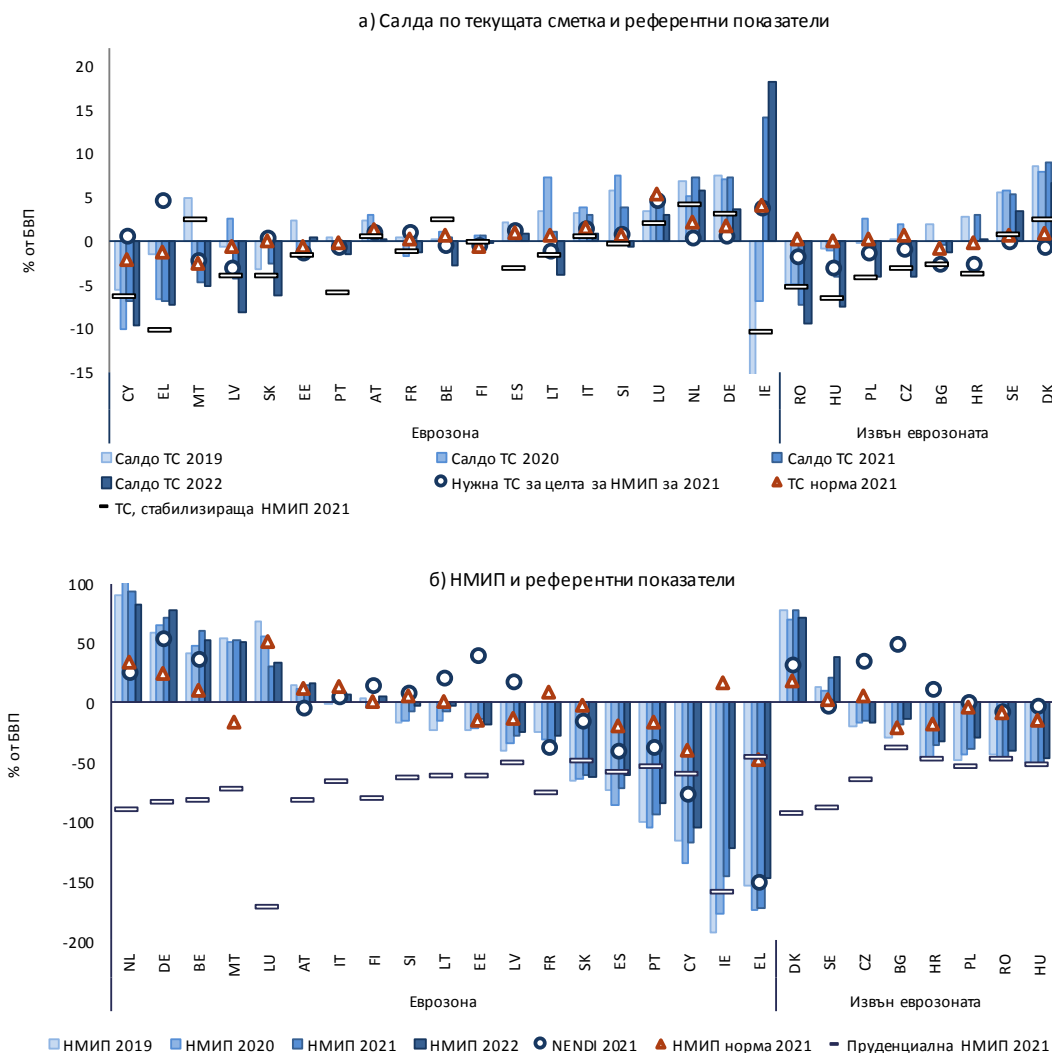 а) Салда по текущата сметка и референтни показатели
% от БВП
20
15
10
5
0
-5
-10
-15
CY EL MT LV SK EE PT AT FR BE FI ES LT IT SI LU NL DE IE RO HU PL CZ BG HR SE DK
Еврозона Извън еврозоната
Салдо ТС 2019 Салдо ТС 2020 Салдо ТС 2021
Салдо ТС 2022 Нужна ТС за целта за НМИП за 2021 ТС норма 2021
ТС, стабилизираща НМИП 2021
б) НМИП и референтни показатели
% от БВП
100
50
0
-50
-100
-150
-200
NL DE BE MT LU AT IT FI SI LT EE LV FR SK ES PT CY IE EL DK SE CZ BG HR PL RO HU
Еврозона Извън еврозоната
НМИП 2019 НМИП 2020 НМИП 2021 НМИП 2022 NENDI 2021 НМИП норма 2021 Пруденциална НМИП 2021